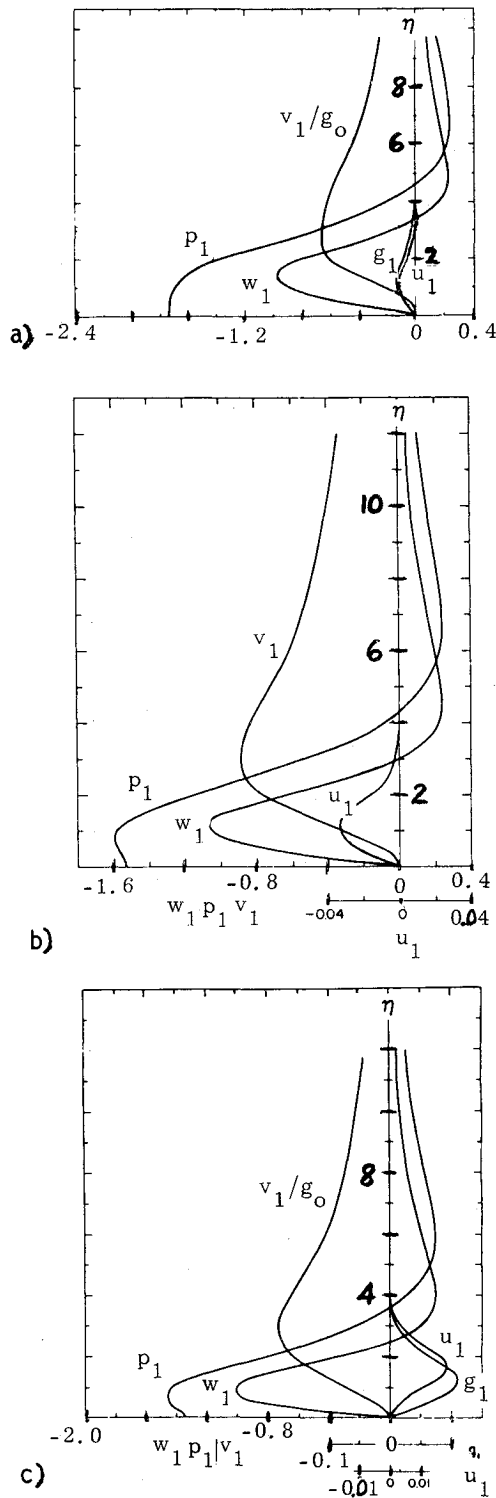 η
8
v₁/g₀
6
p₁
g₁
2
u₁
w₁
a)
-2.4
-1.2
0
0.4
η
10
v₁
6
p₁
u₁
2
w₁
-1.6
-0.8
0
0.4
w₁ p₁ v₁
-0.04
0
0.04
b)
u₁
η
8
v₁/g₀
4
p₁
u₁
w₁
g₁
-2.0
-0.8
0
w₁ p₁|v₁
-0.1
c)
-0.01
0
0.01
u₁